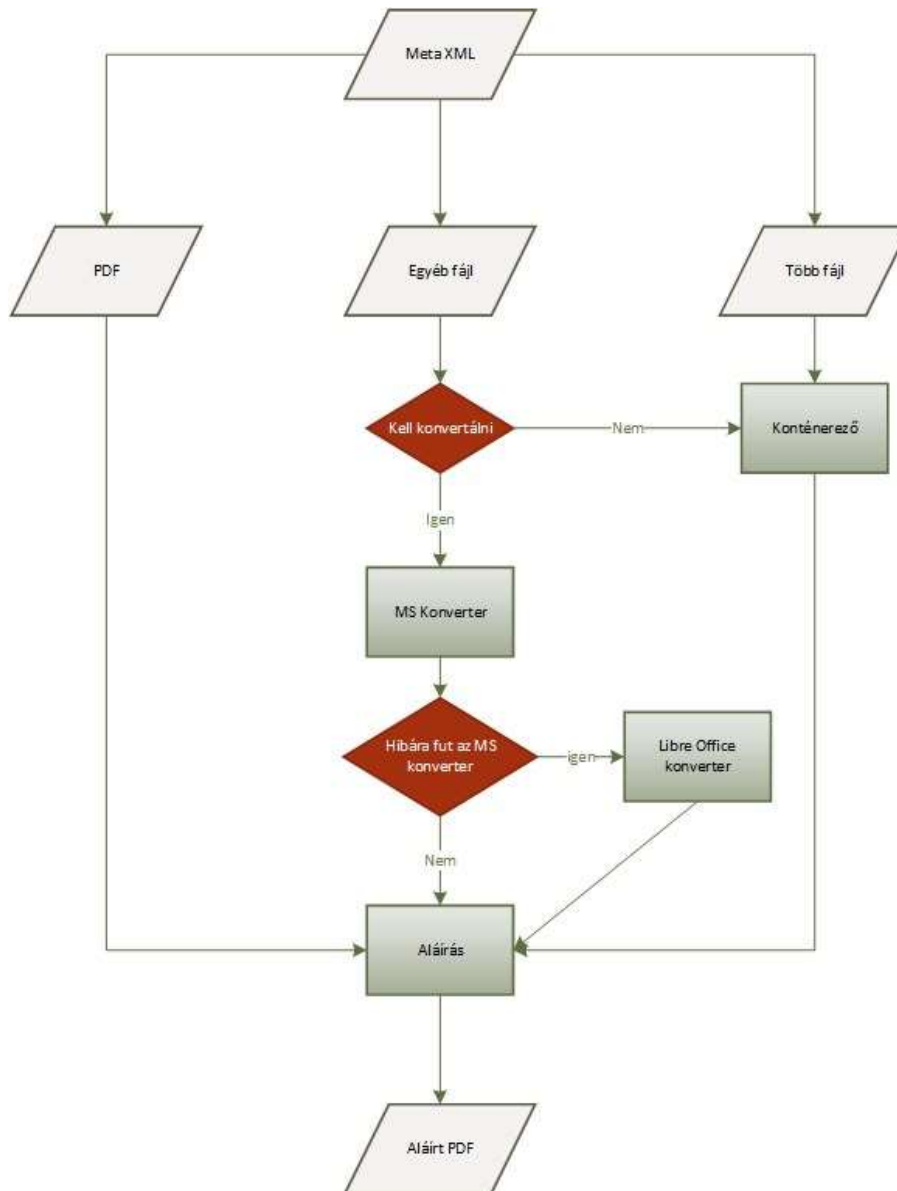 Meta XML
PDF
Egyéb fájl
Több fájl
Kell konvertálni
Nem
Konténerező
Igen
MS Konverter
Hibára fut az MS
konverter
igen
Libre Office
konverter
Nem
Aláírás
Aláírt PDF